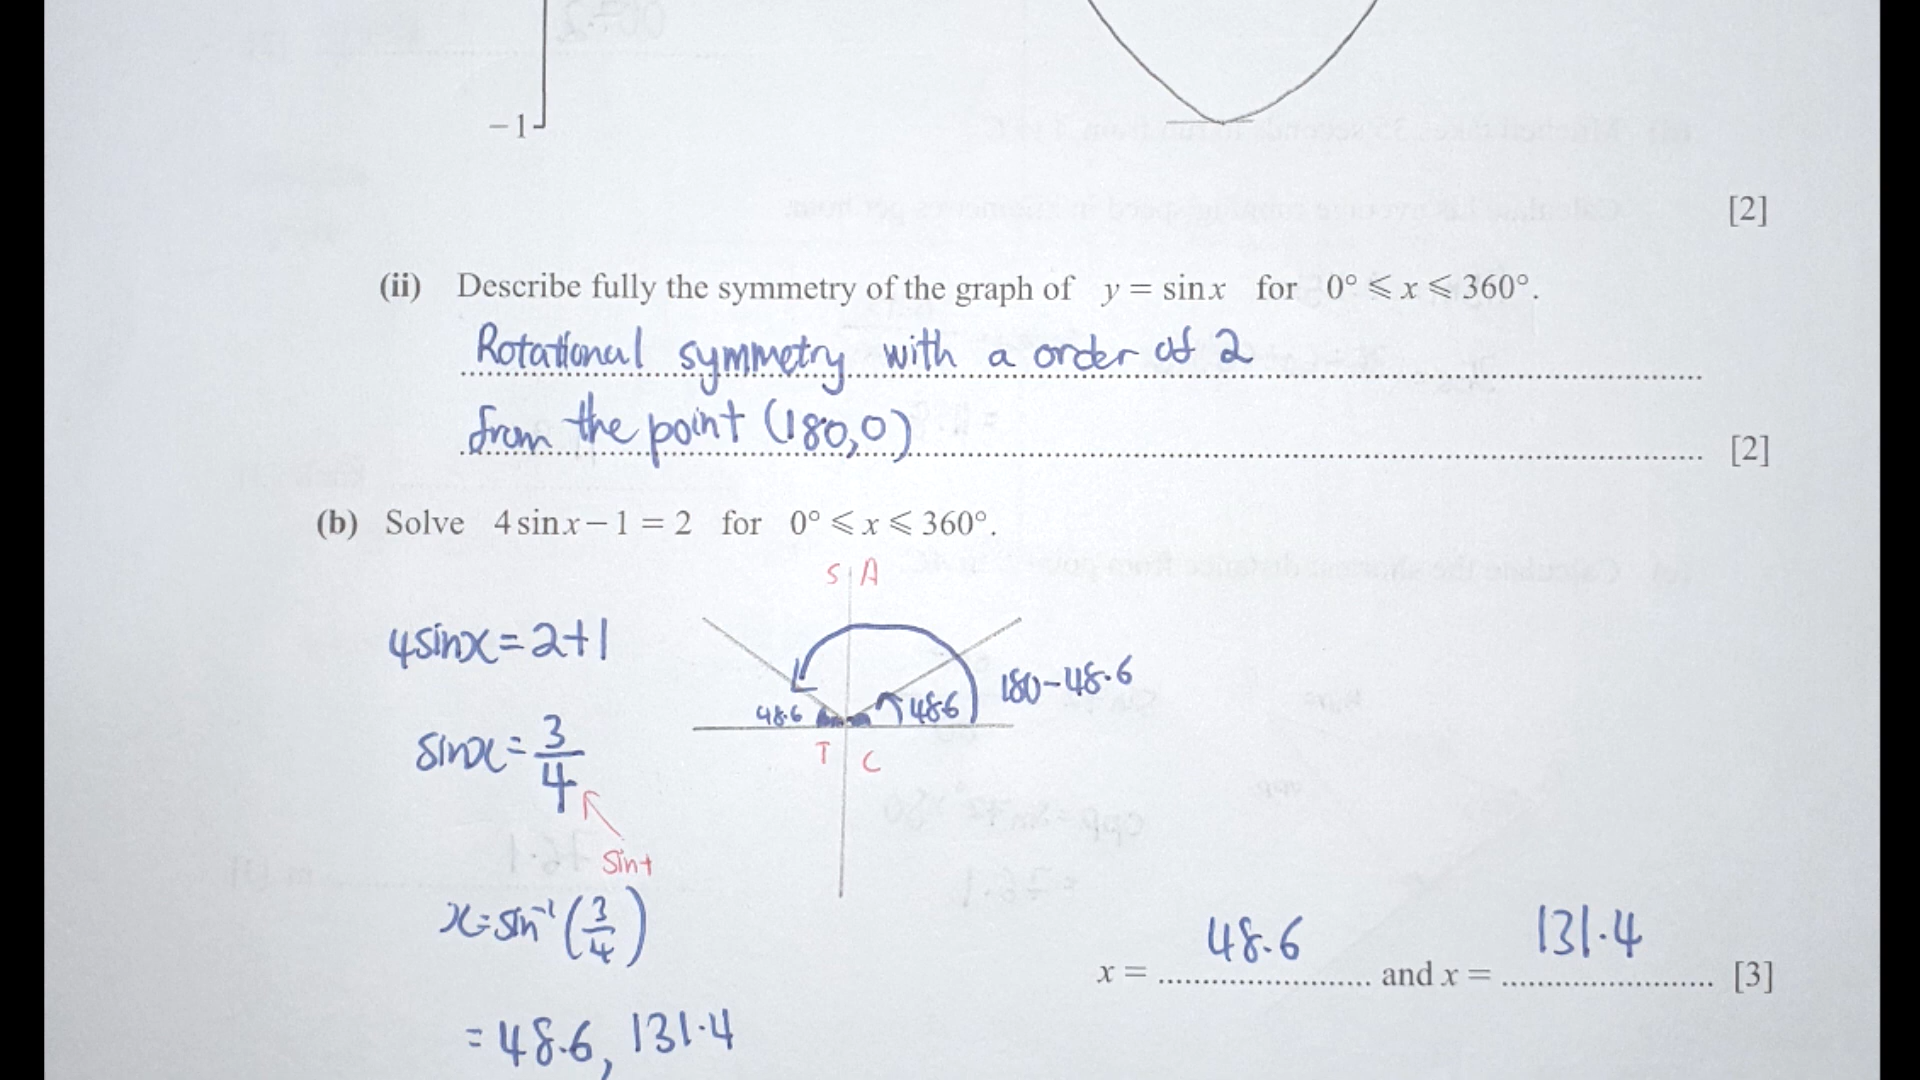 −1
[2]
(ii) Describe fully the symmetry of the graph of y = sin x for 0° ⩽ x ⩽ 360°.
Rotational symmetry with a order of 2
from the point (180,0)
[2]
(b) Solve 4 sin x − 1 = 2 for 0° ⩽ x ⩽ 360°.
S A
4sinx = 2+1
180-48.6
48.6 48.6
sinx = 3/4
T C
sin+
x = sin⁻¹ (3/4)
48.6 131.4
x = ........................ and x = ........................ [3]
= 48.6, 131.4